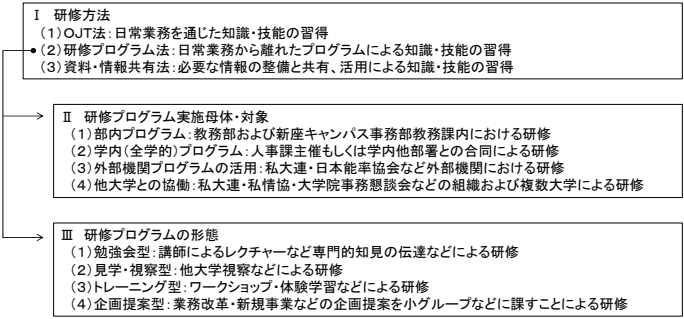 Ⅰ 研修方法
(1)OJT法:日常業務を通じた知識・技能の習得
(2)研修プログラム法:日常業務から離れたプログラムによる知識・技能の習得
(3)資料・情報共有法:必要な情報の整備と共有、活用による知識・技能の習得
Ⅱ 研修プログラム実施母体・対象
(1)部内プログラム:教務部および新座キャンパス事務部教務課内における研修
(2)学内(全学的)プログラム:人事課主催もしくは学内他部署との合同による研修
(3)外部機関プログラムの活用:私大連・日本能率協会など外部機関における研修
(4)他大学との協働:私大連・私情協・大学院事務懇談会などの組織および複数大学による研修
Ⅲ 研修プログラムの形態
(1)勉強会型:講師によるレクチャーなど専門的知見の伝達などによる研修
(2)見学・視察型:他大学視察などによる研修
(3)トレーニング型:ワークショップ・体験学習などによる研修
(4)企画提案型:業務改革・新規事業などの企画提案を小グループなどに課すことによる研修